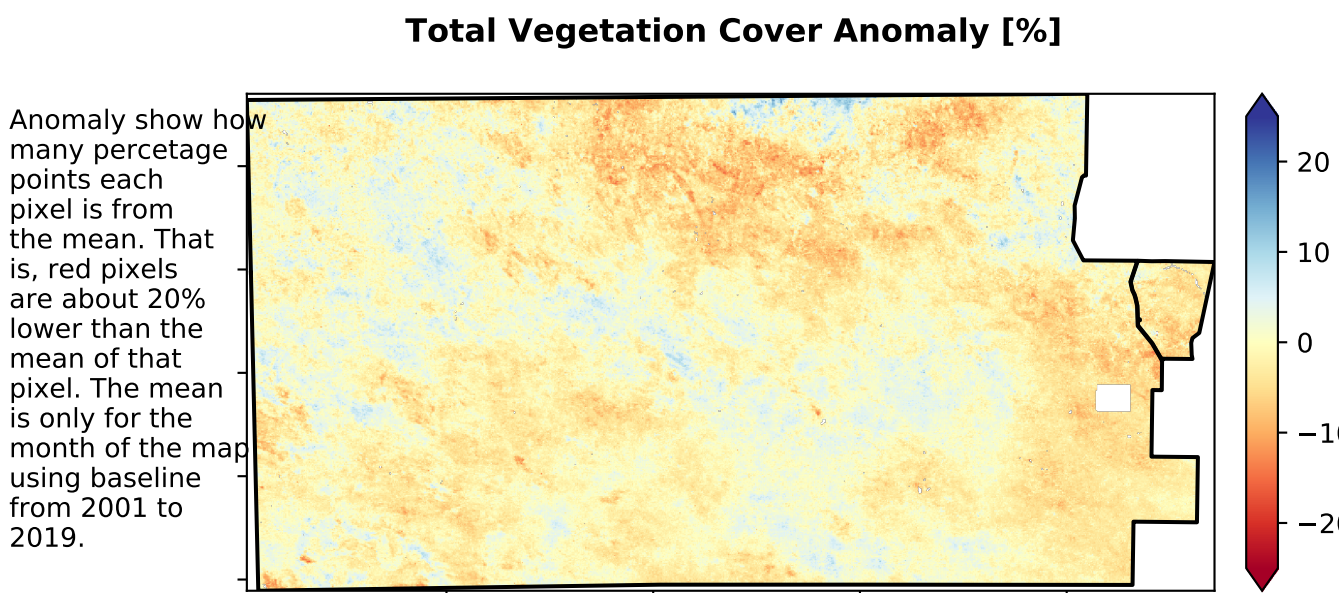 Total Vegetation Cover Anomaly [%]
Anomaly show how
many percetage
points each
pixel is from
the mean. That
is, red pixels
are about 20%
lower than the
mean of that
pixel. The mean
is only for the
month of the map
using baseline
from 2001 to
2019.
20
10
0
−10
−20